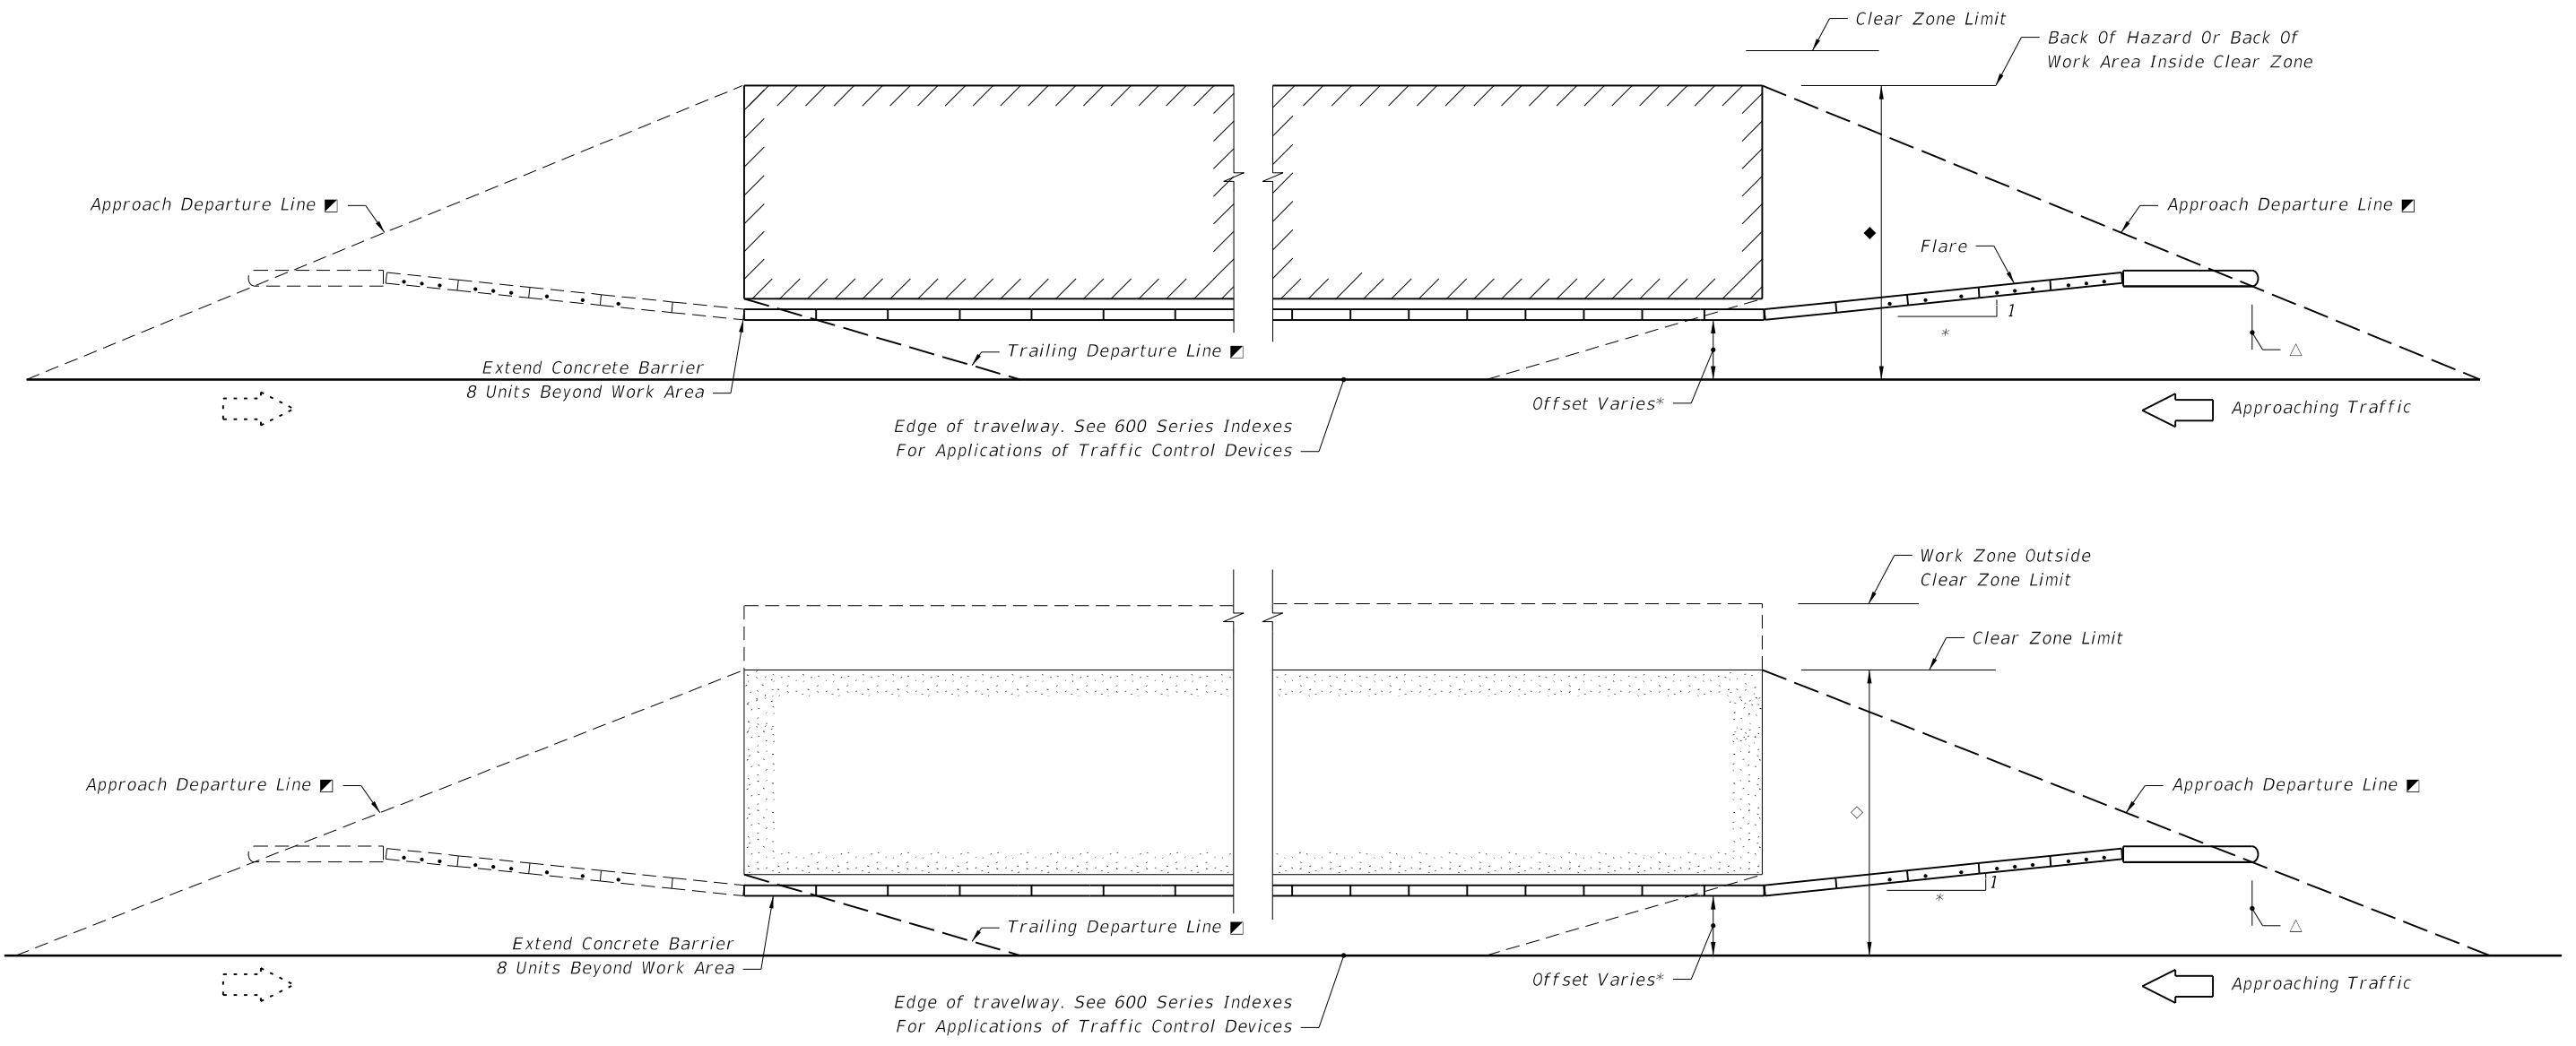 Clear Zone Limit
Back Of Hazard Or Back Of
Work Area Inside Clear Zone
Approach Departure Line ◪
Approach Departure Line ◪
◆
Flare
1
*
△
Trailing Departure Line ◪
Extend Concrete Barrier
8 Units Beyond Work Area
Offset Varies*
Approaching Traffic
Edge of travelway. See 600 Series Indexes
For Applications of Traffic Control Devices
Work Zone Outside
Clear Zone Limit
Clear Zone Limit
Approach Departure Line ◪
Approach Departure Line ◪
◇
1
*
△
Trailing Departure Line ◪
Extend Concrete Barrier
8 Units Beyond Work Area
Offset Varies*
Approaching Traffic
Edge of travelway. See 600 Series Indexes
For Applications of Traffic Control Devices